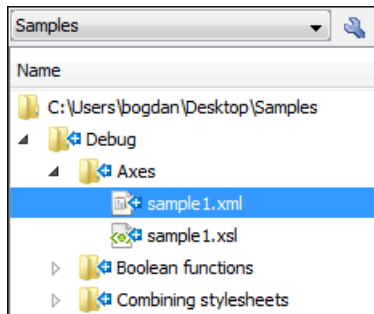 Samples
Name
C:\Users\bogdan\Desktop\Samples
Debug
Axes
sample1.xml
sample1.xsl
Boolean functions
Combining stylesheets